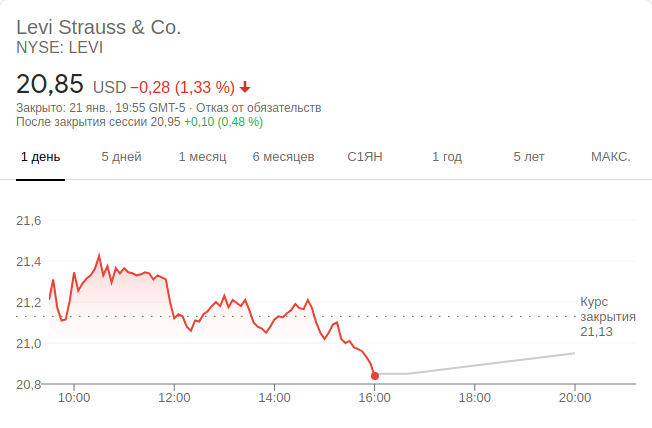 Levi Strauss & Co.
NYSE: LEVI
20,85 USD −0,28 (1,33 %)
Закрыто: 21 янв., 19:55 GMT-5 · Отказ от обязательств
После закрытия сессии 20,95 +0,10 (0,48 %)
1 день 5 дней 1 месяц 6 месяцев С1ЯН 1 год 5 лет МАКС.
21,6
21,4
21,2
21,0
20,8
Курс
закрытия
21,13
10:00 12:00 14:00 16:00 18:00 20:00